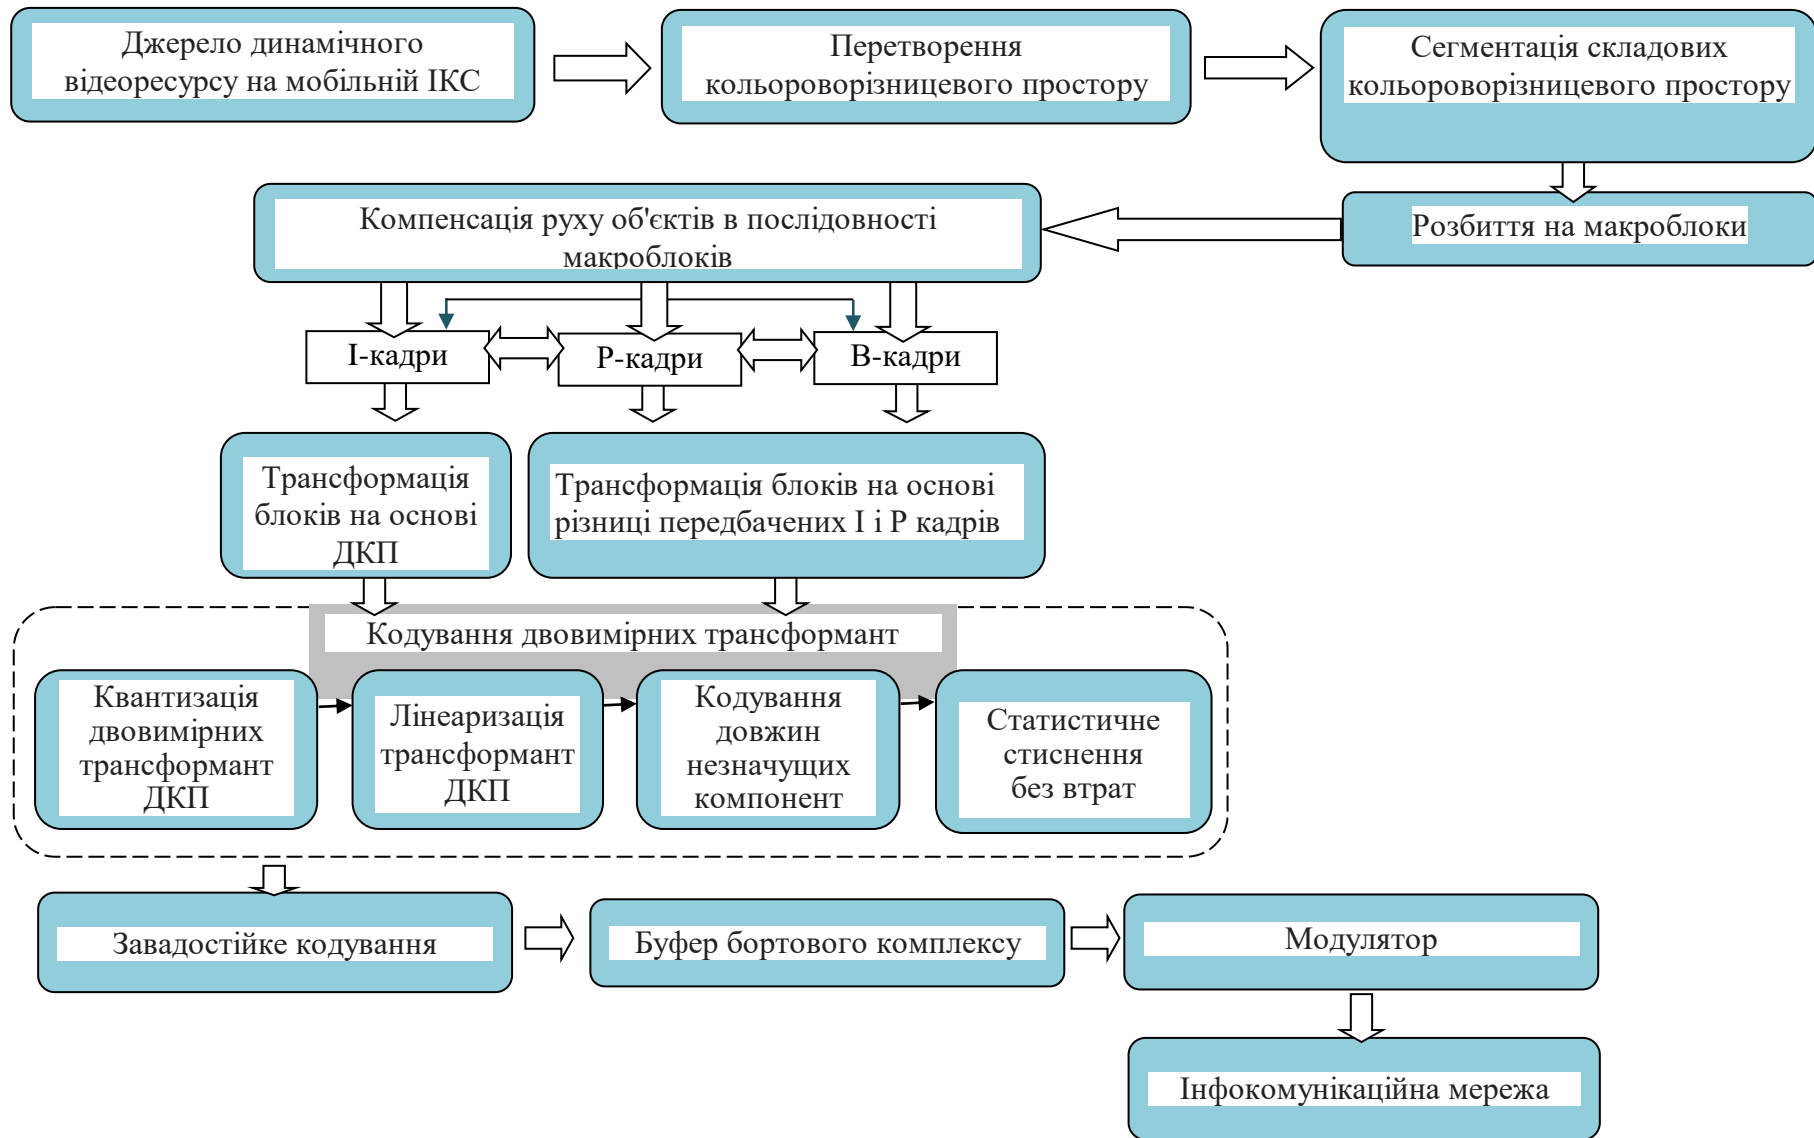 Джерело динамічного
відеоресурсу на мобільній ІКС
Перетворення
кольороворізницевого простору
Сегментація складових
кольороворізницевого простору
Розбиття на макроблоки
Компенсація руху об'єктів в послідовності
макроблоків
І-кадри
Р-кадри
В-кадри
Трансформація
блоків на основі
ДКП
Трансформація блоків на основі
різниці передбачених І і Р кадрів
Кодування двовимірних трансформант
Квантизація
двовимірних
трансформант
ДКП
Лінеаризація
трансформант
ДКП
Кодування
довжин
незначущих
компонент
Статистичне
стиснення
без втрат
Завадостійке кодування
Буфер бортового комплексу
Модулятор
Інфокомунікаційна мережа